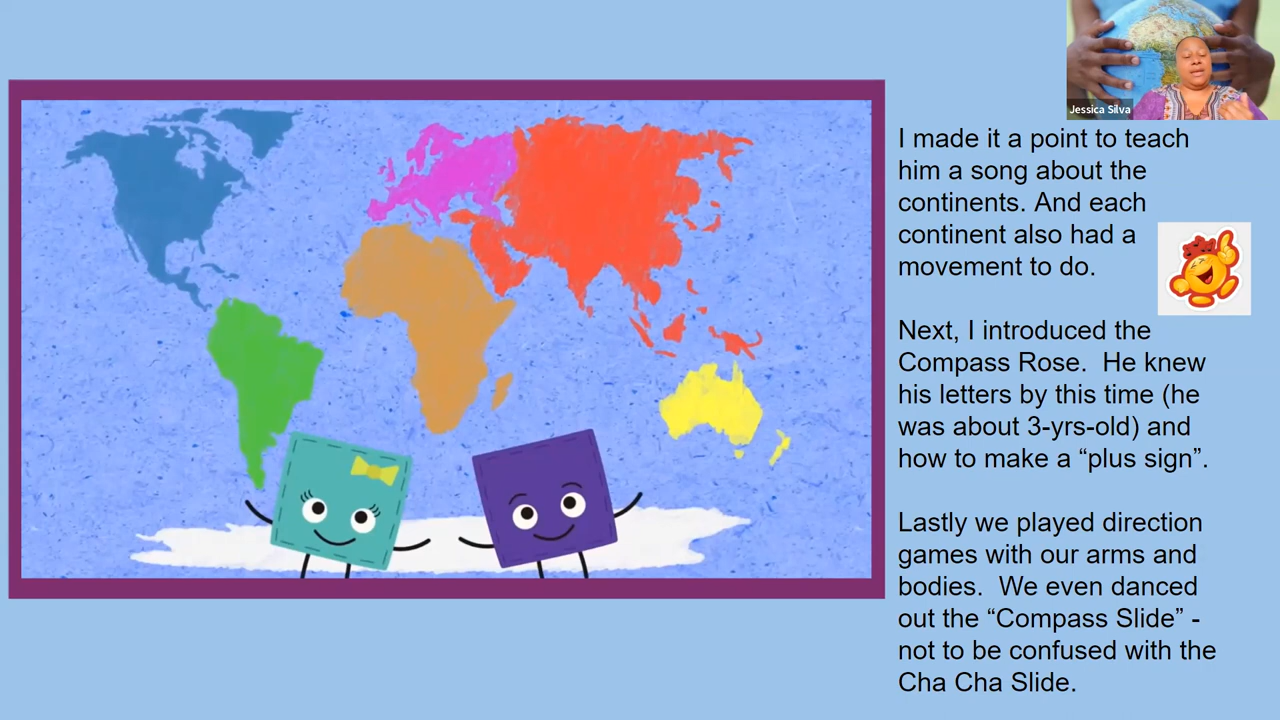 Jessica Silva
I made it a point to teach
him a song about the
continents. And each
continent also had a
movement to do.
Next, I introduced the
Compass Rose.  He knew
his letters by this time (he
was about 3-yrs-old) and
how to make a “plus sign”.
Lastly we played direction
games with our arms and
bodies.  We even danced
out the “Compass Slide” -
not to be confused with the
Cha Cha Slide.